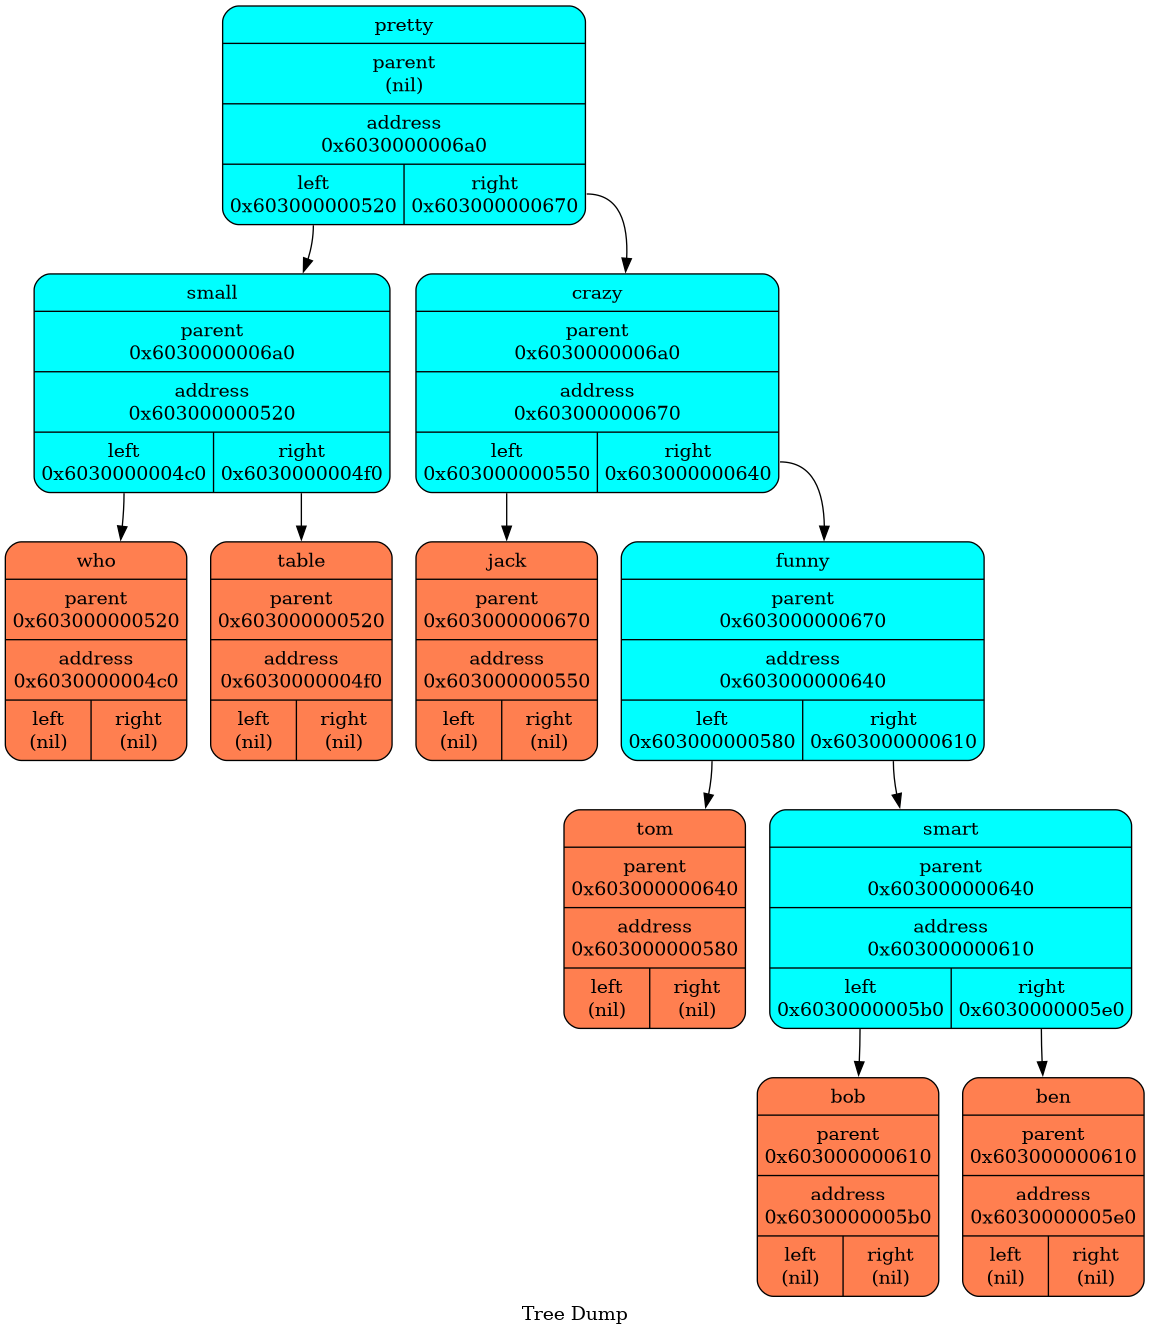 pretty
parent
(nil)
address
0x6030000006a0
left
0x603000000520
right
0x603000000670
small
parent
0x6030000006a0
address
0x603000000520
left
0x6030000004c0
right
0x6030000004f0
crazy
parent
0x6030000006a0
address
0x603000000670
left
0x603000000550
right
0x603000000640
who
parent
0x603000000520
address
0x6030000004c0
left
(nil)
right
(nil)
table
parent
0x603000000520
address
0x6030000004f0
left
(nil)
right
(nil)
jack
parent
0x603000000670
address
0x603000000550
left
(nil)
right
(nil)
funny
parent
0x603000000670
address
0x603000000640
left
0x603000000580
right
0x603000000610
tom
parent
0x603000000640
address
0x603000000580
left
(nil)
right
(nil)
smart
parent
0x603000000640
address
0x603000000610
left
0x6030000005b0
right
0x6030000005e0
bob
parent
0x603000000610
address
0x6030000005b0
left
(nil)
right
(nil)
ben
parent
0x603000000610
address
0x6030000005e0
left
(nil)
right
(nil)
Tree Dump